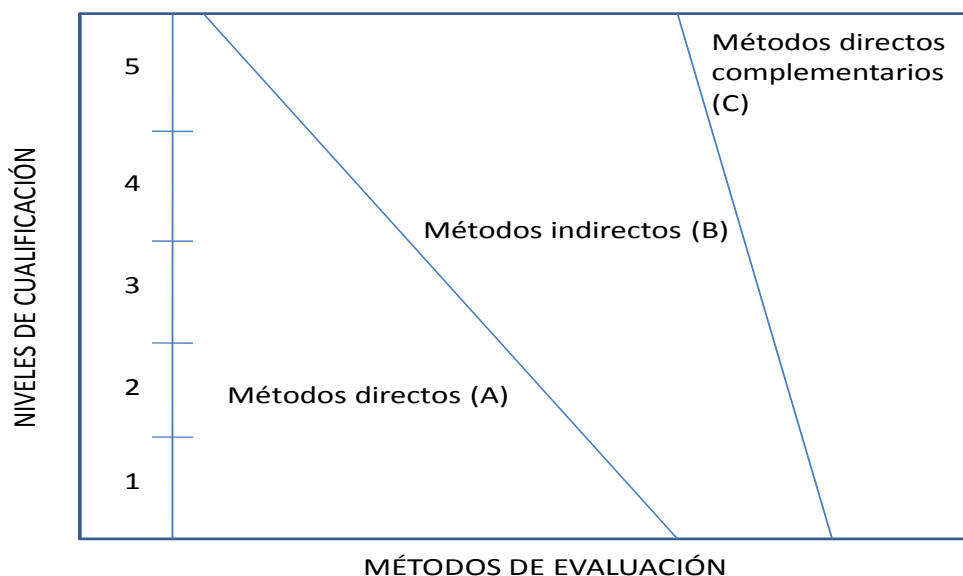 NIVELES DE CUALIFICACIÓN
5
4
3
2
1
Métodos directos
complementarios
(C)
Métodos indirectos (B)
Métodos directos (A)
MÉTODOS DE EVALUACIÓN